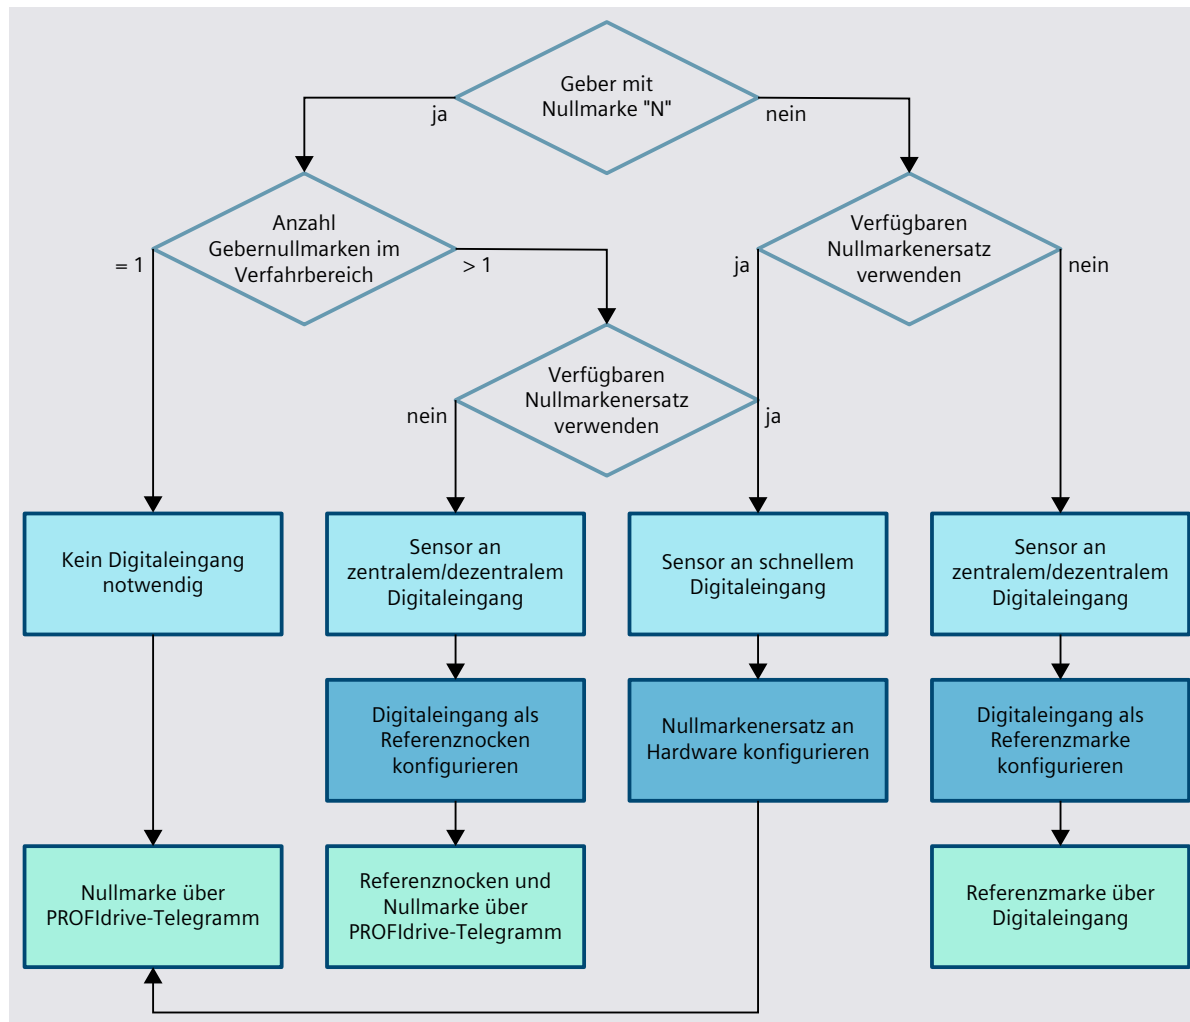 Geber mit
Nullmarke "N"
ja
nein
Anzahl
Gebernullmarken im
Verfahrbereich
= 1
> 1
Verfügbaren
Nullmarkenersatz
verwenden
ja
nein
Verfügbaren
Nullmarkenersatz
verwenden
nein
ja
Kein Digitaleingang
notwendig
Sensor an
zentralem/dezentralem
Digitaleingang
Sensor an schnellem
Digitaleingang
Sensor an
zentralem/dezentralem
Digitaleingang
Digitaleingang als
Referenznocken
konfigurieren
Nullmarkenersatz an
Hardware konfigurieren
Digitaleingang als
Referenzmarke
konfigurieren
Nullmarke über
PROFIdrive-Telegramm
Referenznocken und
Nullmarke über
PROFIdrive-Telegramm
Referenzmarke über
Digitaleingang